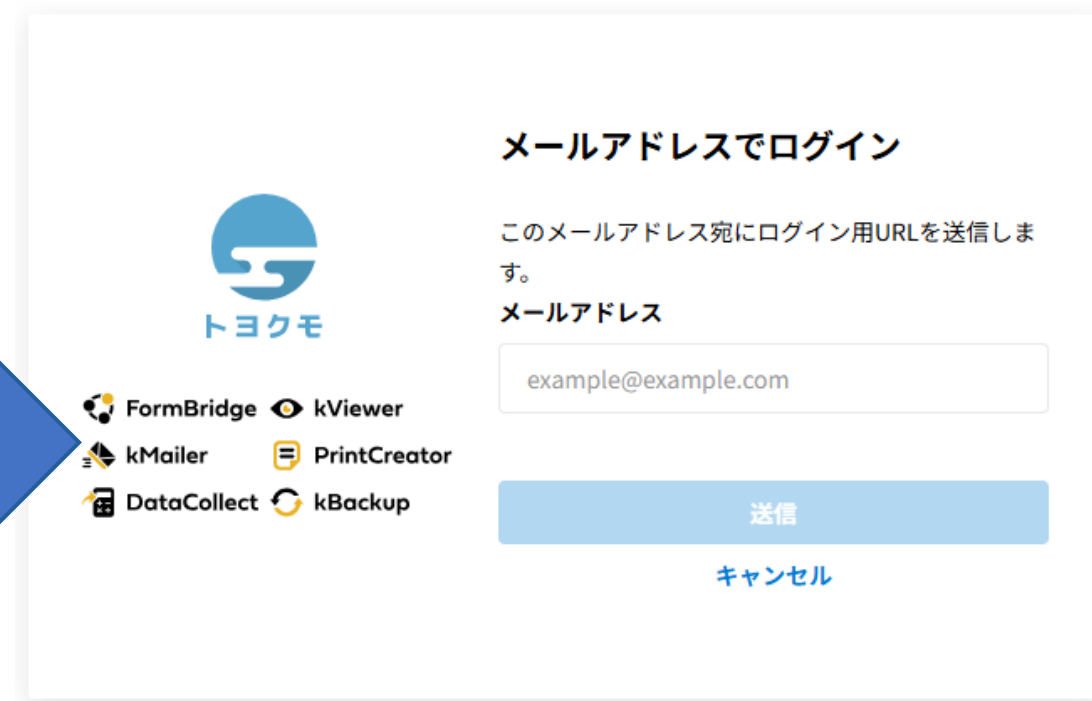 トヨクモ
FormBridge
kViewer
kMailer
PrintCreator
DataCollect
kBackup
メールアドレスでログイン
このメールアドレス宛にログイン用URLを送信しま
す。
メールアドレス
example@example.com
送信
キャンセル